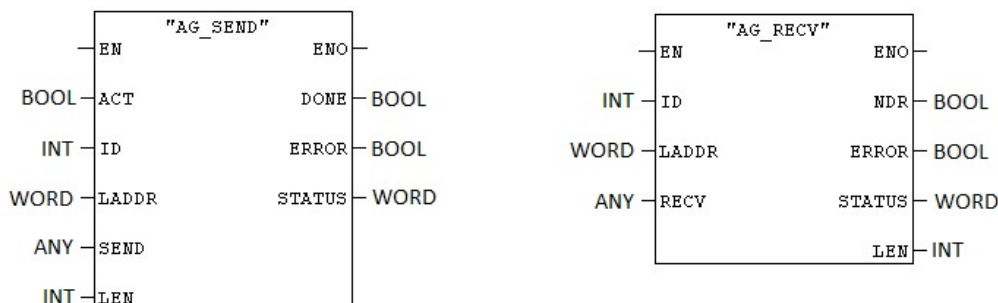 "AG_SEND"
EN ENO
BOOL ACT DONE BOOL
INT ID ERROR BOOL
WORD LADDR STATUS WORD
ANY SEND
INT LEN
"AG_RECV"
EN ENO
INT ID NDR BOOL
WORD LADDR ERROR BOOL
ANY RECV STATUS WORD
LEN INT